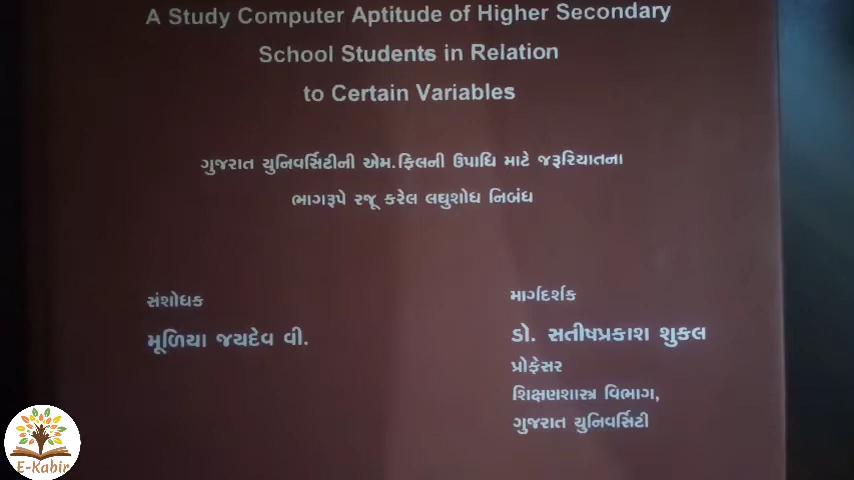 A Study Computer Aptitude of Higher Secondary
School Students in Relation
to Certain Variables
ગુજરાત યુનિવર્સિટીની એમ.ફિલની ઉપાધિ માટે જરૂરિયાતના
ભાગરૂપે રજૂ કરેલ લઘુશોધ નિબંધ
સંશોધક
મૂળિયા જયદેવ વી.
માર્ગદર્શક
ડો. સતીષપ્રકાશ શુકલ
પ્રોફેસર
શિક્ષણશાસ્ત્ર વિભાગ,
ગુજરાત યુનિવર્સિટી
E-Kabir